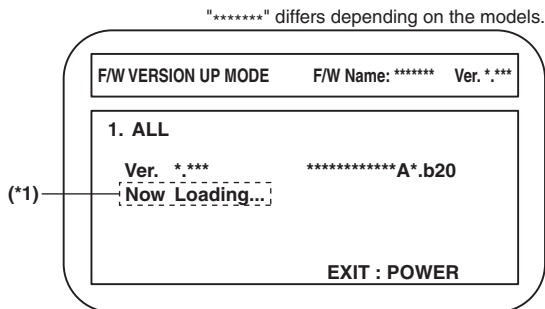 "*******" differs depending on the models.
F/W VERSION UP MODE F/W Name: ******* Ver. *.***
1. ALL
Ver. *.*** ************A*.b20
(*1) Now Loading...
EXIT : POWER